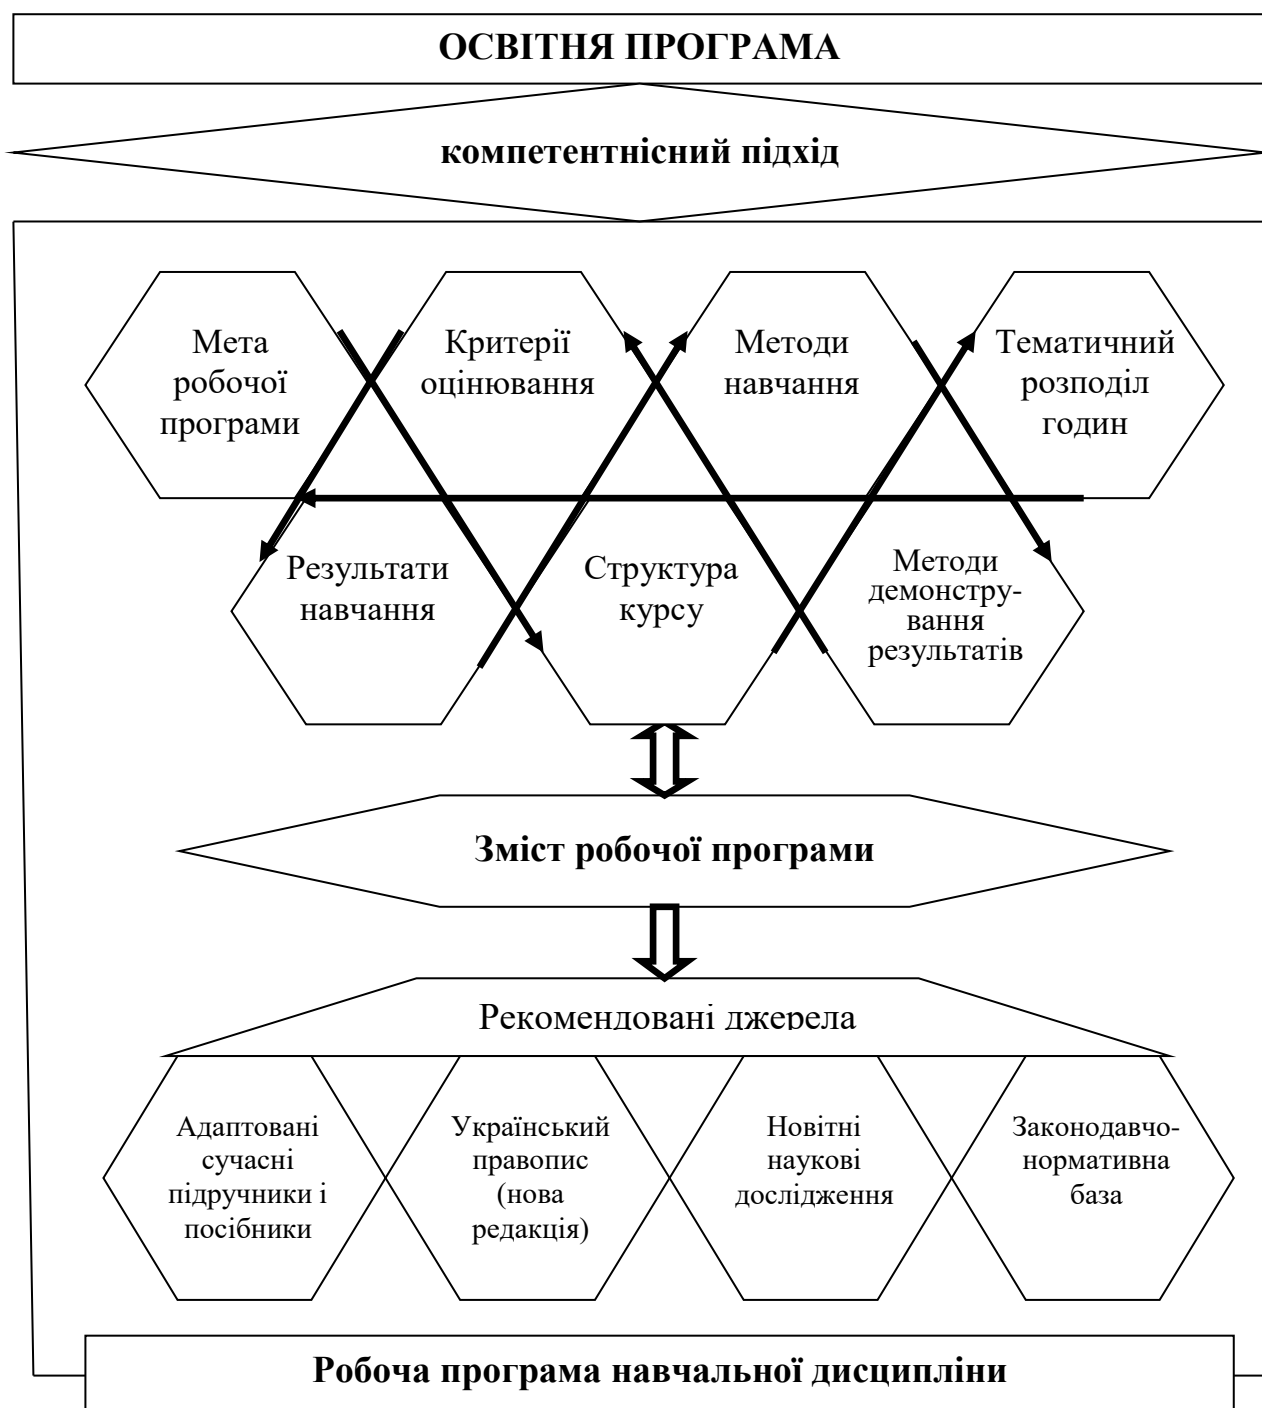 ОСВІТНЯ ПРОГРАМА
компетентнісний підхід
Мета
робочої
програми
Критерії
оцінювання
Методи
навчання
Тематичний
розподіл
годин
Результати
навчання
Структура
курсу
Методи
демонстру-
вання
результатів
Зміст робочої програми
Рекомендовані джерела
Адаптовані
сучасні
підручники і
посібники
Український
правопис
(нова
редакція)
Новітні
наукові
дослідження
Законодавчо-
нормативна
база
Робоча програма навчальної дисципліни